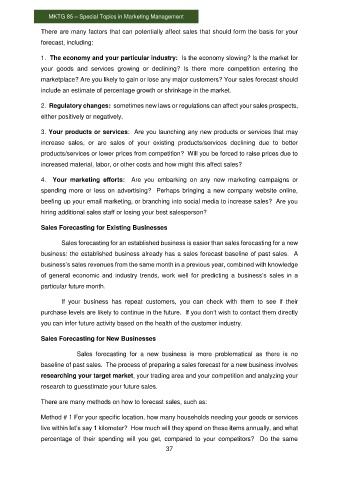 MKTG 85 – Special Topics in Marketing Management
There are many factors that can potentially affect sales that should form the basis for your
forecast, including:
1. The economy and your particular industry: Is the economy slowing? Is the market for
your goods and services growing or declining? Is there more competition entering the
marketplace? Are you likely to gain or lose any major customers? Your sales forecast should
include an estimate of percentage growth or shrinkage in the market.
2. Regulatory changes: sometimes new laws or regulations can affect your sales prospects,
either positively or negatively.
3. Your products or services: Are you launching any new products or services that may
increase sales, or are sales of your existing products/services declining due to better
products/services or lower prices from competition? Will you be forced to raise prices due to
increased material, labor, or other costs and how might this affect sales?
4. Your marketing efforts: Are you embarking on any new marketing campaigns or
spending more or less on advertising? Perhaps bringing a new company website online,
beefing up your email marketing, or branching into social media to increase sales? Are you
hiring additional sales staff or losing your best salesperson?
Sales Forecasting for Existing Businesses
Sales forecasting for an established business is easier than sales forecasting for a new
business: the established business already has a sales forecast baseline of past sales. A
business's sales revenues from the same month in a previous year, combined with knowledge
of general economic and industry trends, work well for predicting a business's sales in a
particular future month.
If your business has repeat customers, you can check with them to see if their
purchase levels are likely to continue in the future. If you don't wish to contact them directly
you can infer future activity based on the health of the customer industry.
Sales Forecasting for New Businesses
Sales forecasting for a new business is more problematical as there is no
baseline of past sales. The process of preparing a sales forecast for a new business involves
researching your target market, your trading area and your competition and analyzing your
research to guesstimate your future sales.
There are many methods on how to forecast sales, such as:
Method # 1 For your specific location, how many households needing your goods or services
live within let's say 1 kilometer? How much will they spend on these items annually, and what
percentage of their spending will you get, compared to your competitors? Do the same
37